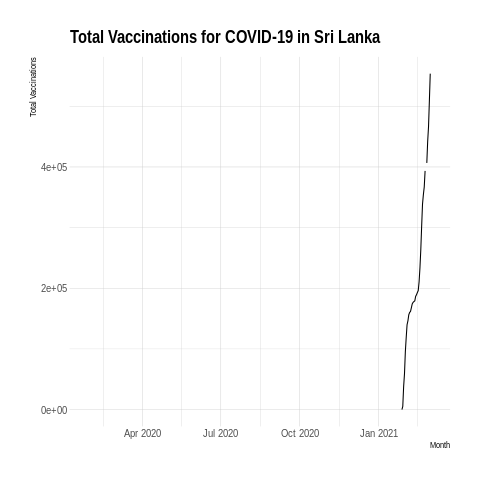 Total Vaccinations for COVID-19 in Sri Lanka
Total Vaccinations
4e+05
2e+05
0e+00
Apr 2020 Jul 2020 Oct 2020 Jan 2021
Month